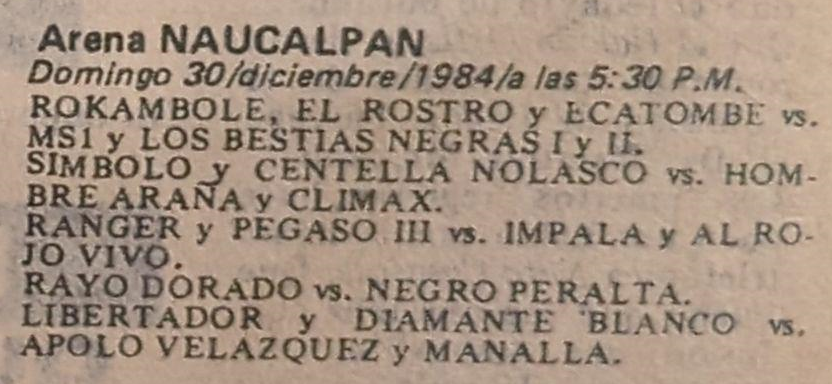 Arena NAUCALPAN
Domingo 30/diciembre/1984/a las 5:30 P.M.
ROKAMBOLE, EL ROSTRO y ECATOMBE vs.
MS1 y LOS BESTIAS NEGRAS I y II.
SIMBOLO y CENTELLA NOLASCO vs. HOM-
BRE ARAÑA y CLIMAX.
RANGER y PEGASO III vs. IMPALA y AL RO-
JO VIVO.
RAYO DORADO vs. NEGRO PERALTA.
LIBERTADOR y DIAMANTE BLANCO vs.
APOLO VELAZQUEZ y MANALLA.